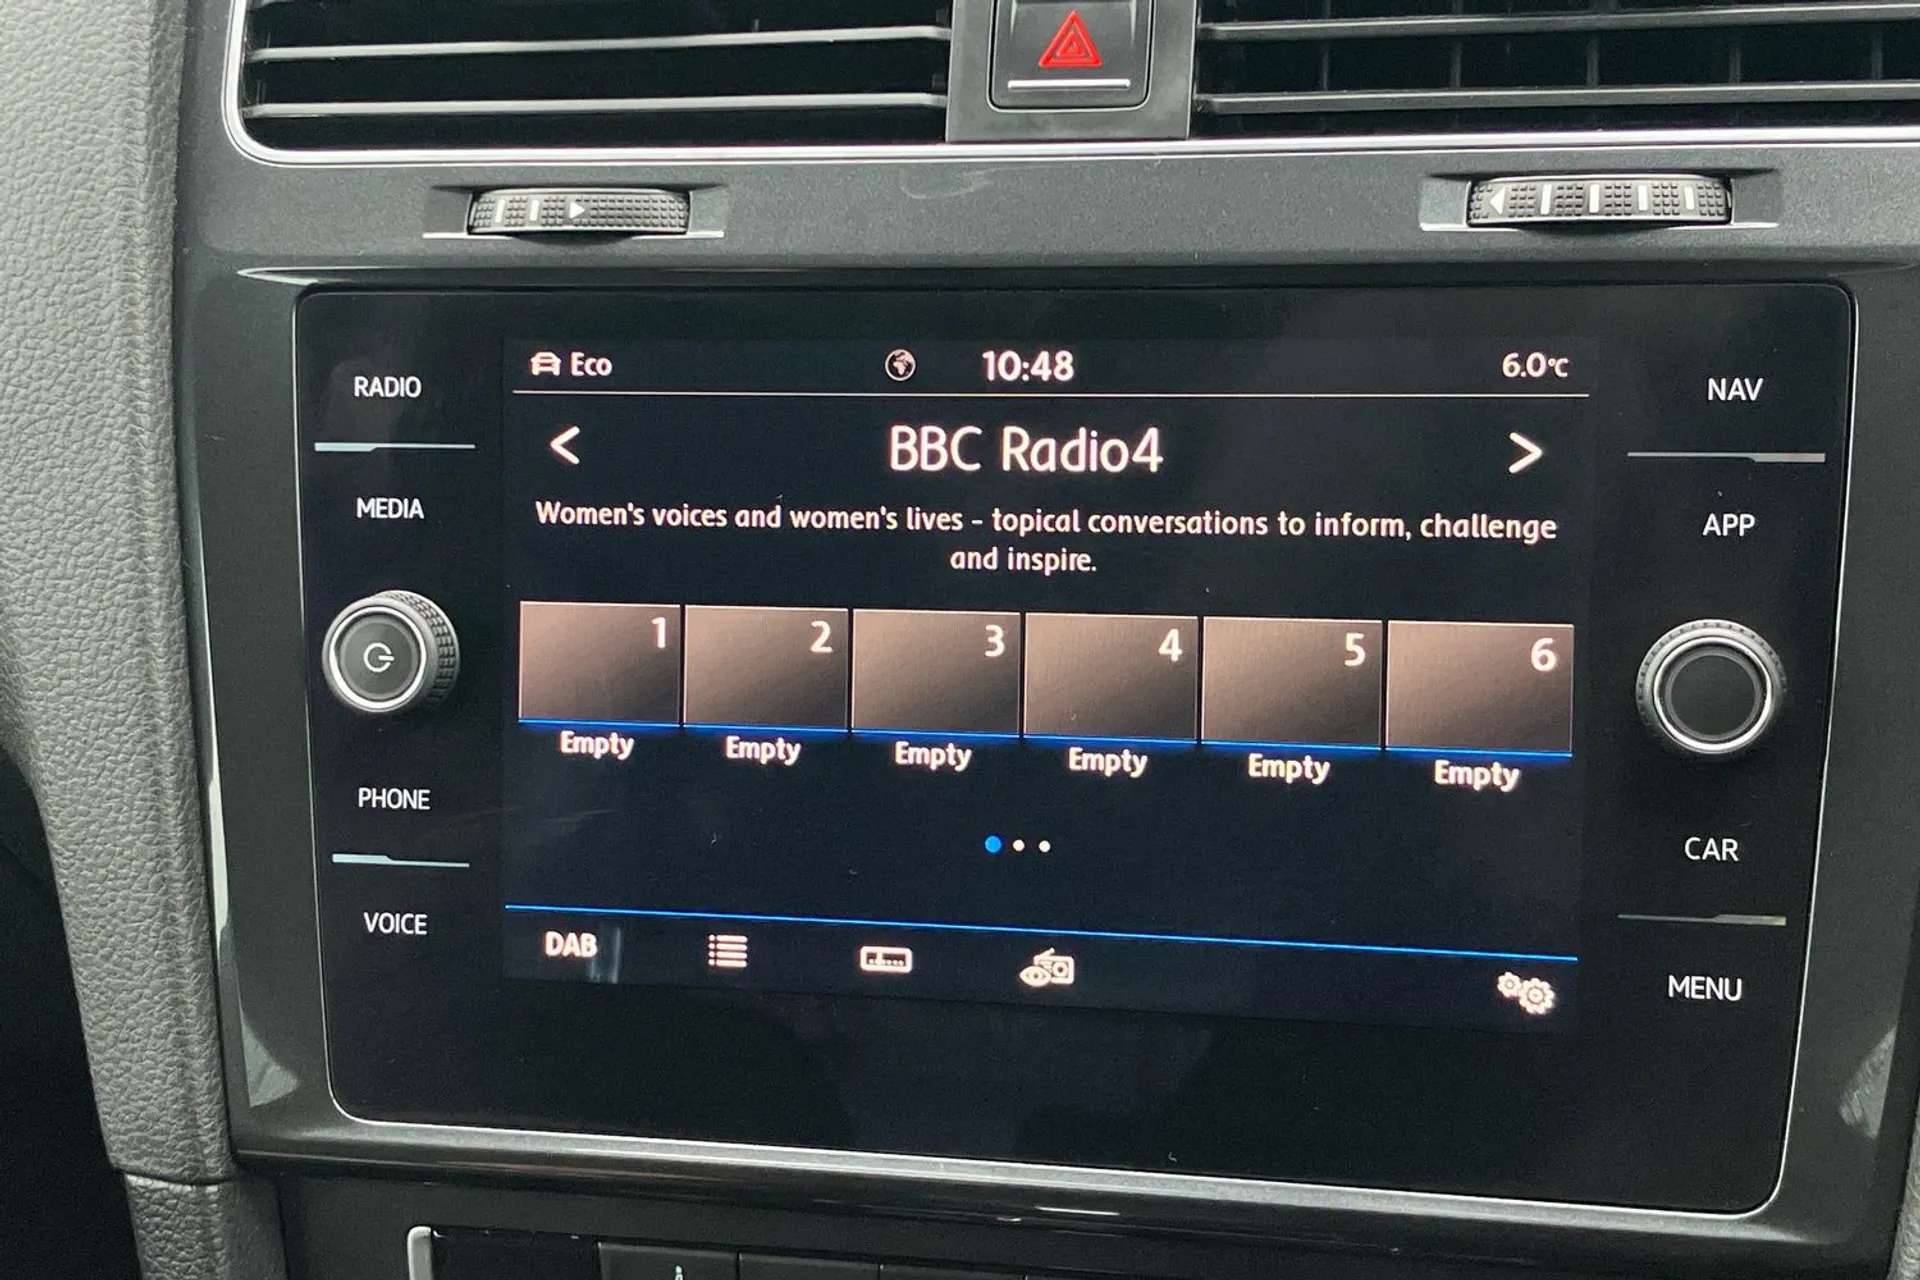 Eco 10:48 6.0°C
RADIO
NAV
< BBC Radio4 >
MEDIA
APP
Women's voices and women's lives - topical conversations to inform, challenge
and inspire.
1 2 3 4 5 6
Empty Empty Empty Empty Empty Empty
PHONE
CAR
VOICE
DAB
MENU